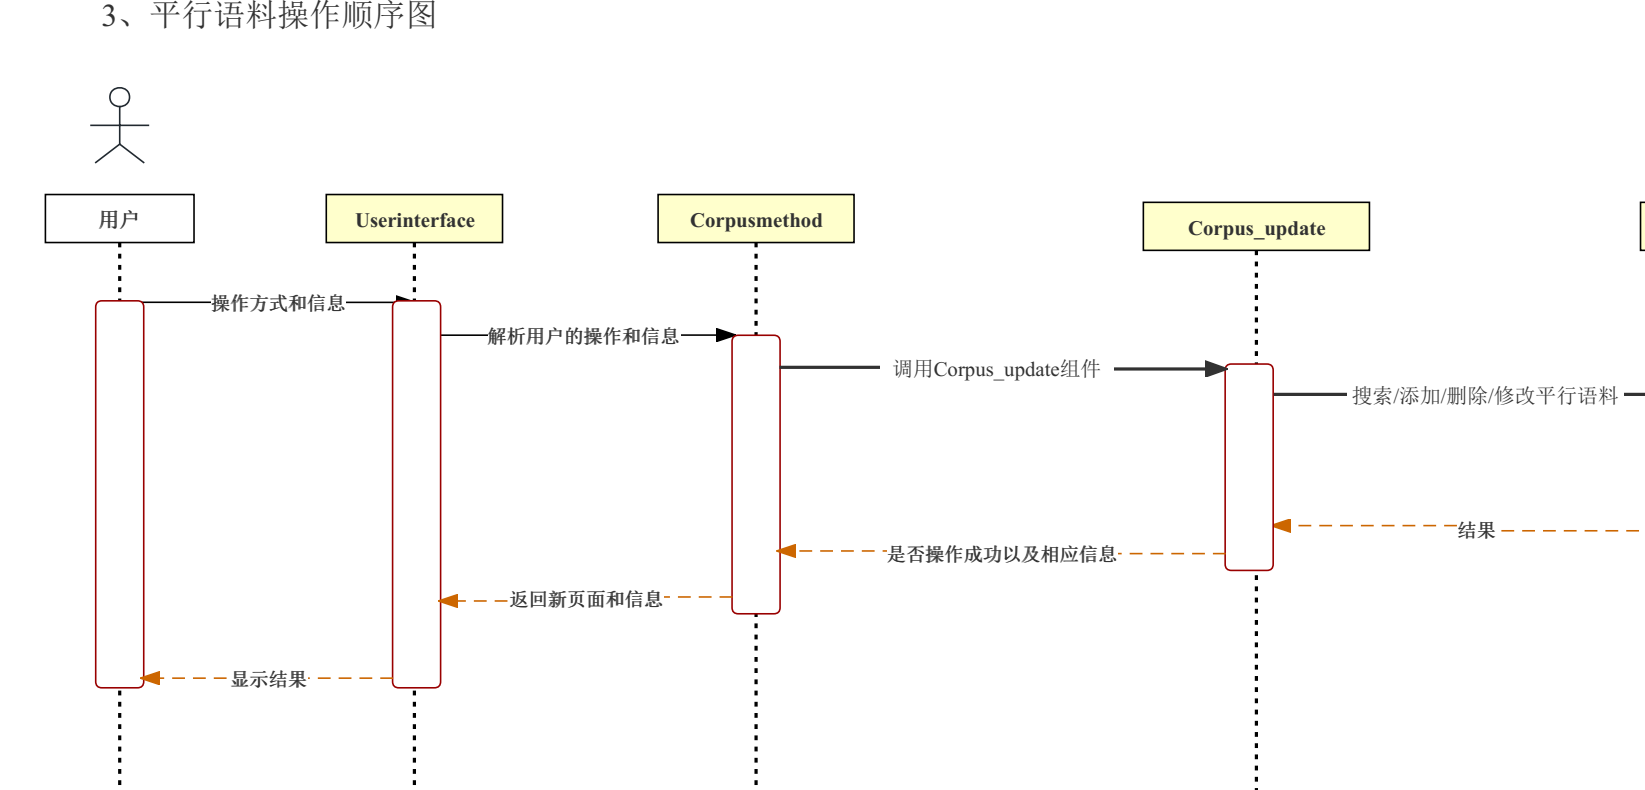 3、平行语料操作顺序图
用户
Userinterface
Corpusmethod
Corpus_update
操作方式和信息
解析用户的操作和信息
调用Corpus_update组件
搜索/添加/删除/修改平行语料
结果
是否操作成功以及相应信息
返回新页面和信息
显示结果